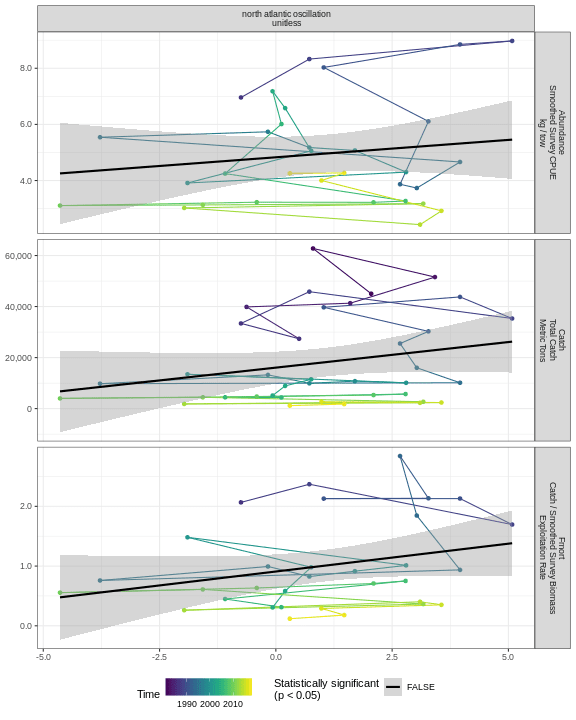 north atlantic oscillation
unitless
8.0
6.0
4.0
Abundance
Smoothed Survey CPUE
kg / tow
60,000
40,000
20,000
0
Catch
Total Catch
Metric Tons
2.0
1.0
0.0
Fmort
Catch / Smoothed Survey Biomass
Exploitation Rate
-5.0 -2.5 0.0 2.5 5.0
Time
1990 2000 2010
Statistically significant
(p < 0.05)
FALSE